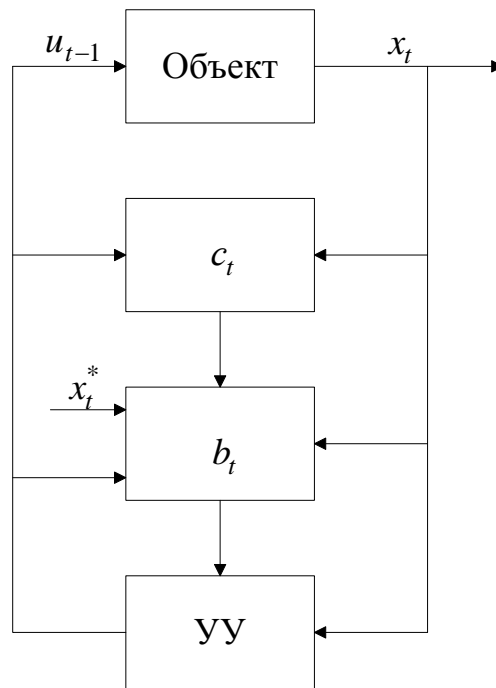 u_{t-1}
Объект
x_t
c_t
x_t^*
b_t
УУ